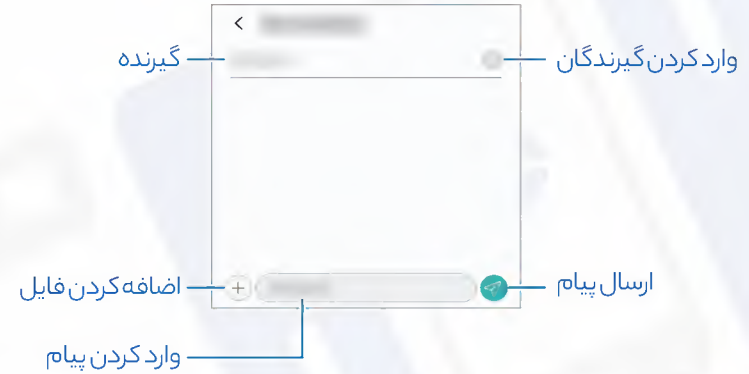 وارد کردن گیرندگان
گیرنده
ارسال پیام
اضافه کردن فایل
وارد کردن پیام